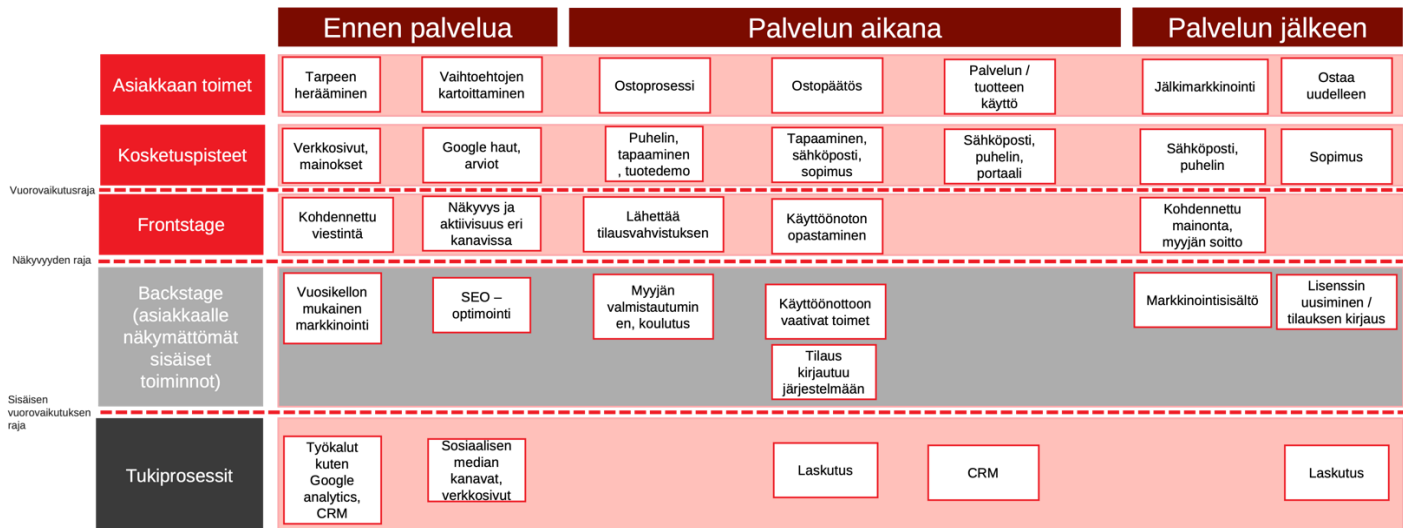 Ennen palvelua
Palvelun aikana
Palvelun jälkeen
Asiakkaan toimet
Tarpeen
herääminen
Vaihtoehtojen
kartoittaminen
Ostoprosessi
Ostopäätös
Palvelun /
tuotteen
käyttö
Jälkimarkkinointi
Ostaa
uudelleen
Kosketuspisteet
Verkkosivut,
mainokset
Google haut,
arviot
Puhelin,
tapaaminen
, tuotedemo
Tapaaminen,
sähköposti,
sopimus
Sähköposti,
puhelin,
portaali
Sähköposti,
puhelin
Sopimus
Vuorovaikutusraja
Frontstage
Kohdennettu
viestintä
Näkyvys ja
aktiivisuus eri
kanavissa
Lähettää
tilausvahvistuksen
Käyttöönoton
opastaminen
Kohdennettu
mainonta,
myyjän soitto
Näkyvyyden raja
Backstage
(asiakkaalle
näkymättömät
sisäiset
toiminnot)
Vuosikellon
mukainen
markkinointi
SEO –
optimointi
Myyjän
valmistautumin
en, koulutus
Käyttöönottoon
vaativat toimet
Tilaus
kirjautuu
järjestelmään
Markkinointisisältö
Lisenssin
uusiminen /
tilauksen kirjaus
Sisäisen
vuorovaikutuksen
raja
Tukiprosessit
Työkalut
kuten
Google
analytics,
CRM
Sosiaalisen
median
kanavat,
verkkosivut
Laskutus
CRM
Laskutus